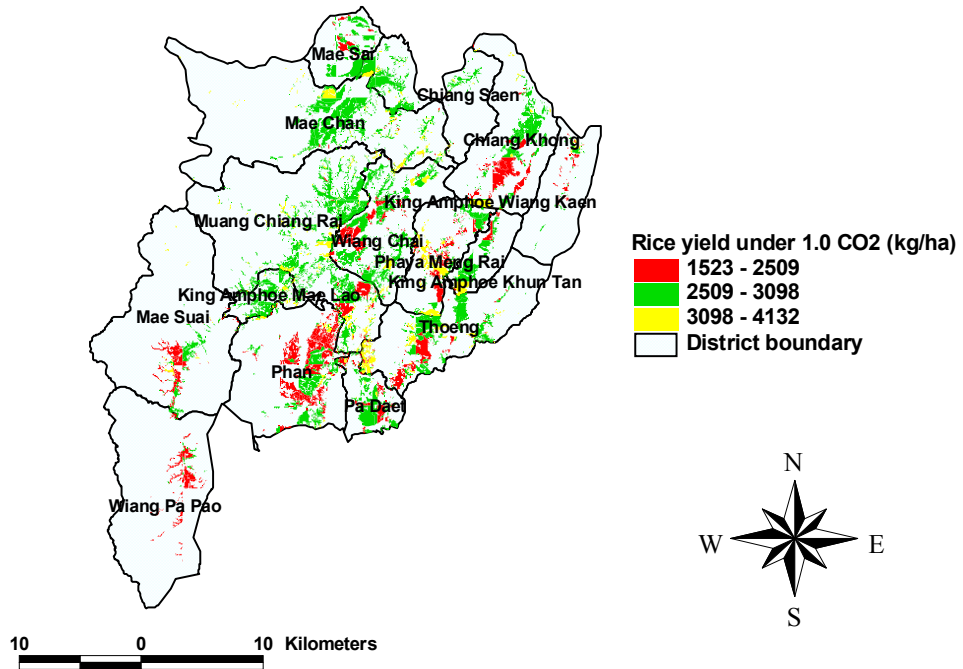 Mae Sai
Chiang Saen
Mae Chan
Chiang Khong
King Amphoe Wiang Kaen
Muang Chiang Rai
Wiang Chai
Phaya Meng Rai
King Amphoe Khun Tan
King Amphoe Mae Lao
Mae Suai
Thoeng
Phan
Pa Daet
Wiang Pa Pao
Rice yield under 1.0 CO2 (kg/ha)
1523 - 2509
2509 - 3098
3098 - 4132
District boundary
N
W E
S
10 0 10 Kilometers